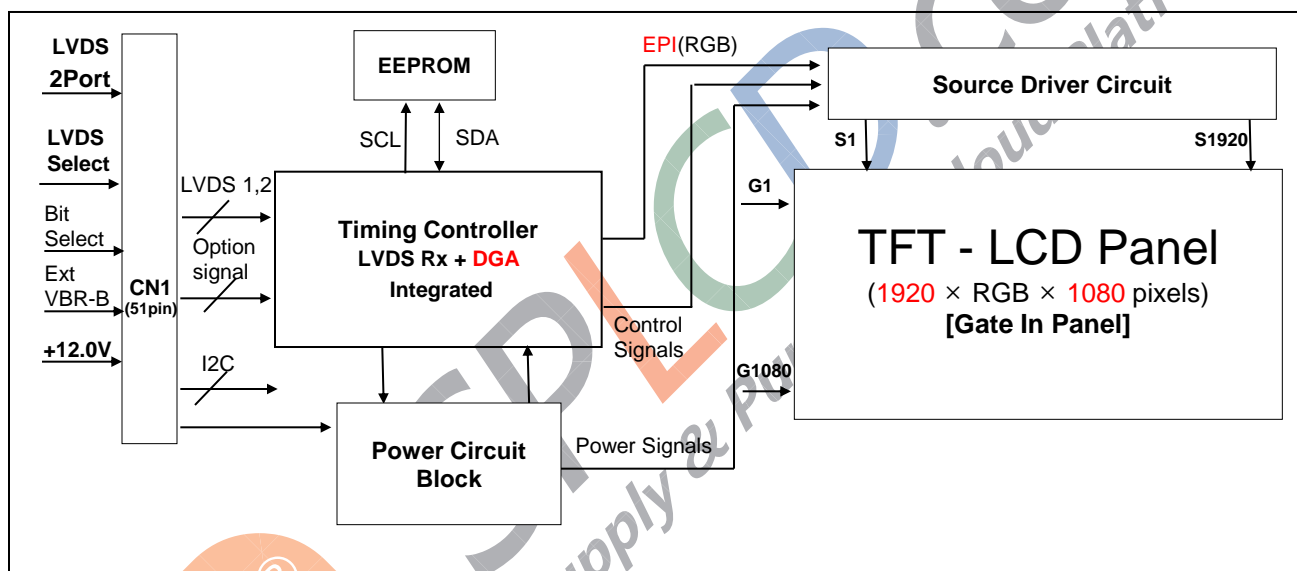 LVDS
2Port
LVDS
Select
Bit
Select
Ext
VBR-B
+12.0V
CN1
(51pin)
LVDS 1,2
Option
signal
I2C
EEPROM
SCL
SDA
Timing Controller
LVDS Rx + DGA
Integrated
Power Circuit
Block
EPI(RGB)
Control
Signals
Power Signals
Source Driver Circuit
S1
S1920
G1
G1080
TFT - LCD Panel
(1920 × RGB × 1080 pixels)
[Gate In Panel]
SPLCD